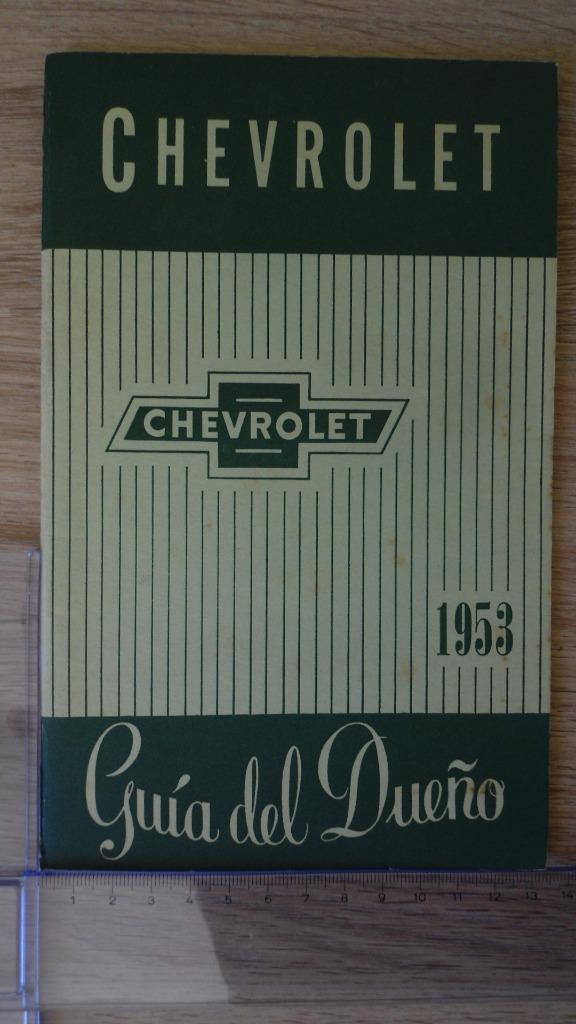 CHEVROLET
CHEVROLET
1953
Guía del Dueño
1 2 3 4 5 6 7 8 9 10 11 12 13 14